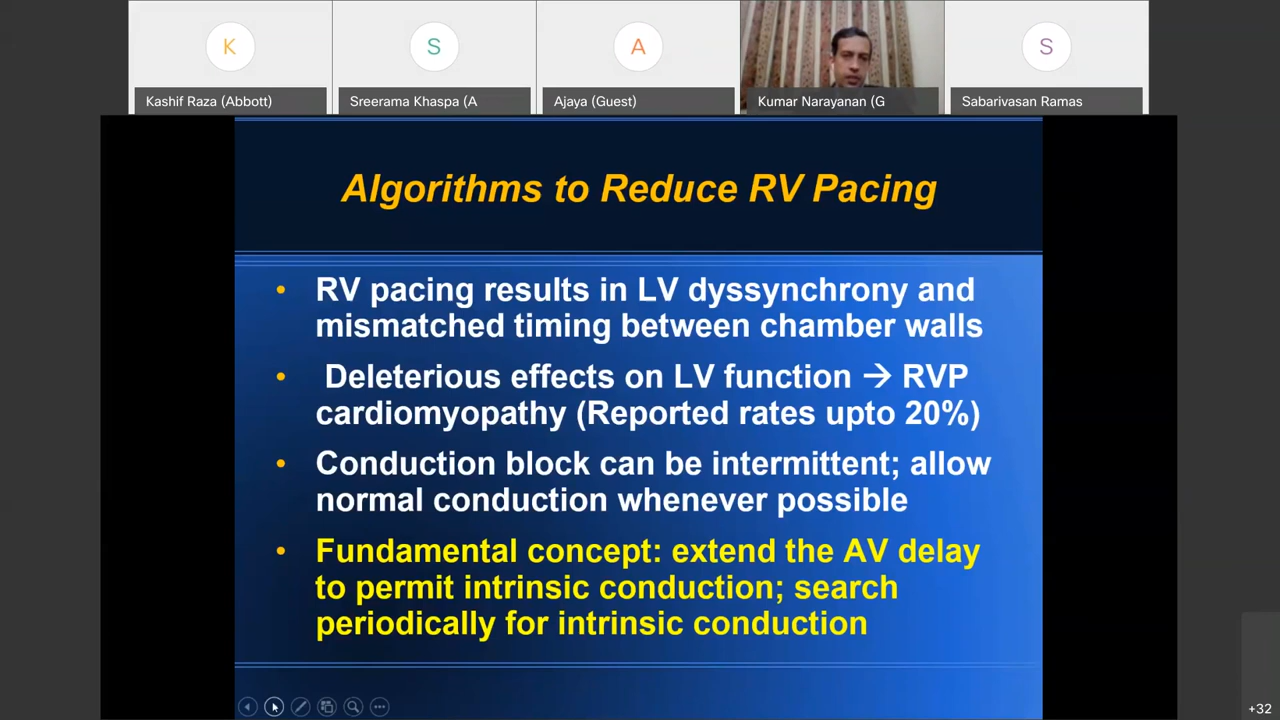 K
S
A
S
Kashif Raza (Abbott)
Sreerama Khaspa (A
Ajaya (Guest)
Kumar Narayanan (G
Sabarivasan Ramas
Algorithms to Reduce RV Pacing
• RV pacing results in LV dyssynchrony and
mismatched timing between chamber walls
• Deleterious effects on LV function → RVP
cardiomyopathy (Reported rates upto 20%)
• Conduction block can be intermittent; allow
normal conduction whenever possible
• Fundamental concept: extend the AV delay
to permit intrinsic conduction; search
periodically for intrinsic conduction
+32